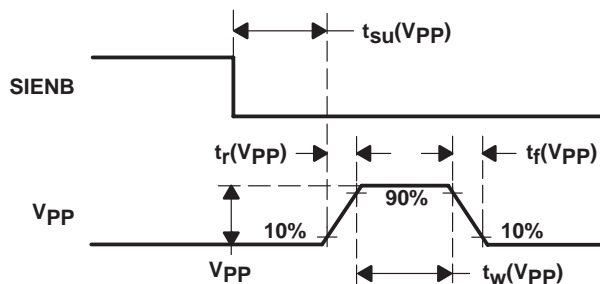 tsu(VPP)
SIENB
tr(VPP)
tf(VPP)
VPP
10%
90%
10%
VPP
tw(VPP)